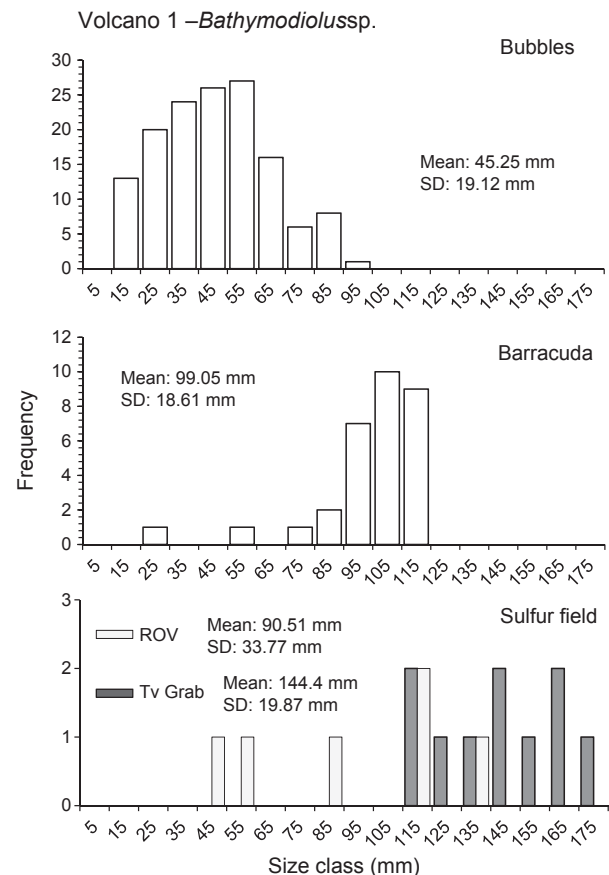 Volcano 1 –Bathymodiolussp.
Bubbles
30
25
20
15
10
5
0
Mean: 45.25 mm
SD: 19.12 mm
5 15 25 35 45 55 65 75 85 95 105 115 125 135 145 155 165 175
Barracuda
12
10
8
6
4
2
0
Mean: 99.05 mm
SD: 18.61 mm
5 15 25 35 45 55 65 75 85 95 105 115 125 135 145 155 165 175
Frequency
Sulfur field
3
2
1
0
ROV
Mean: 90.51 mm
SD: 33.77 mm
Tv Grab
Mean: 144.4 mm
SD: 19.87 mm
5 15 25 35 45 55 65 75 85 95 105 115 125 135 145 155 165 175
Size class (mm)